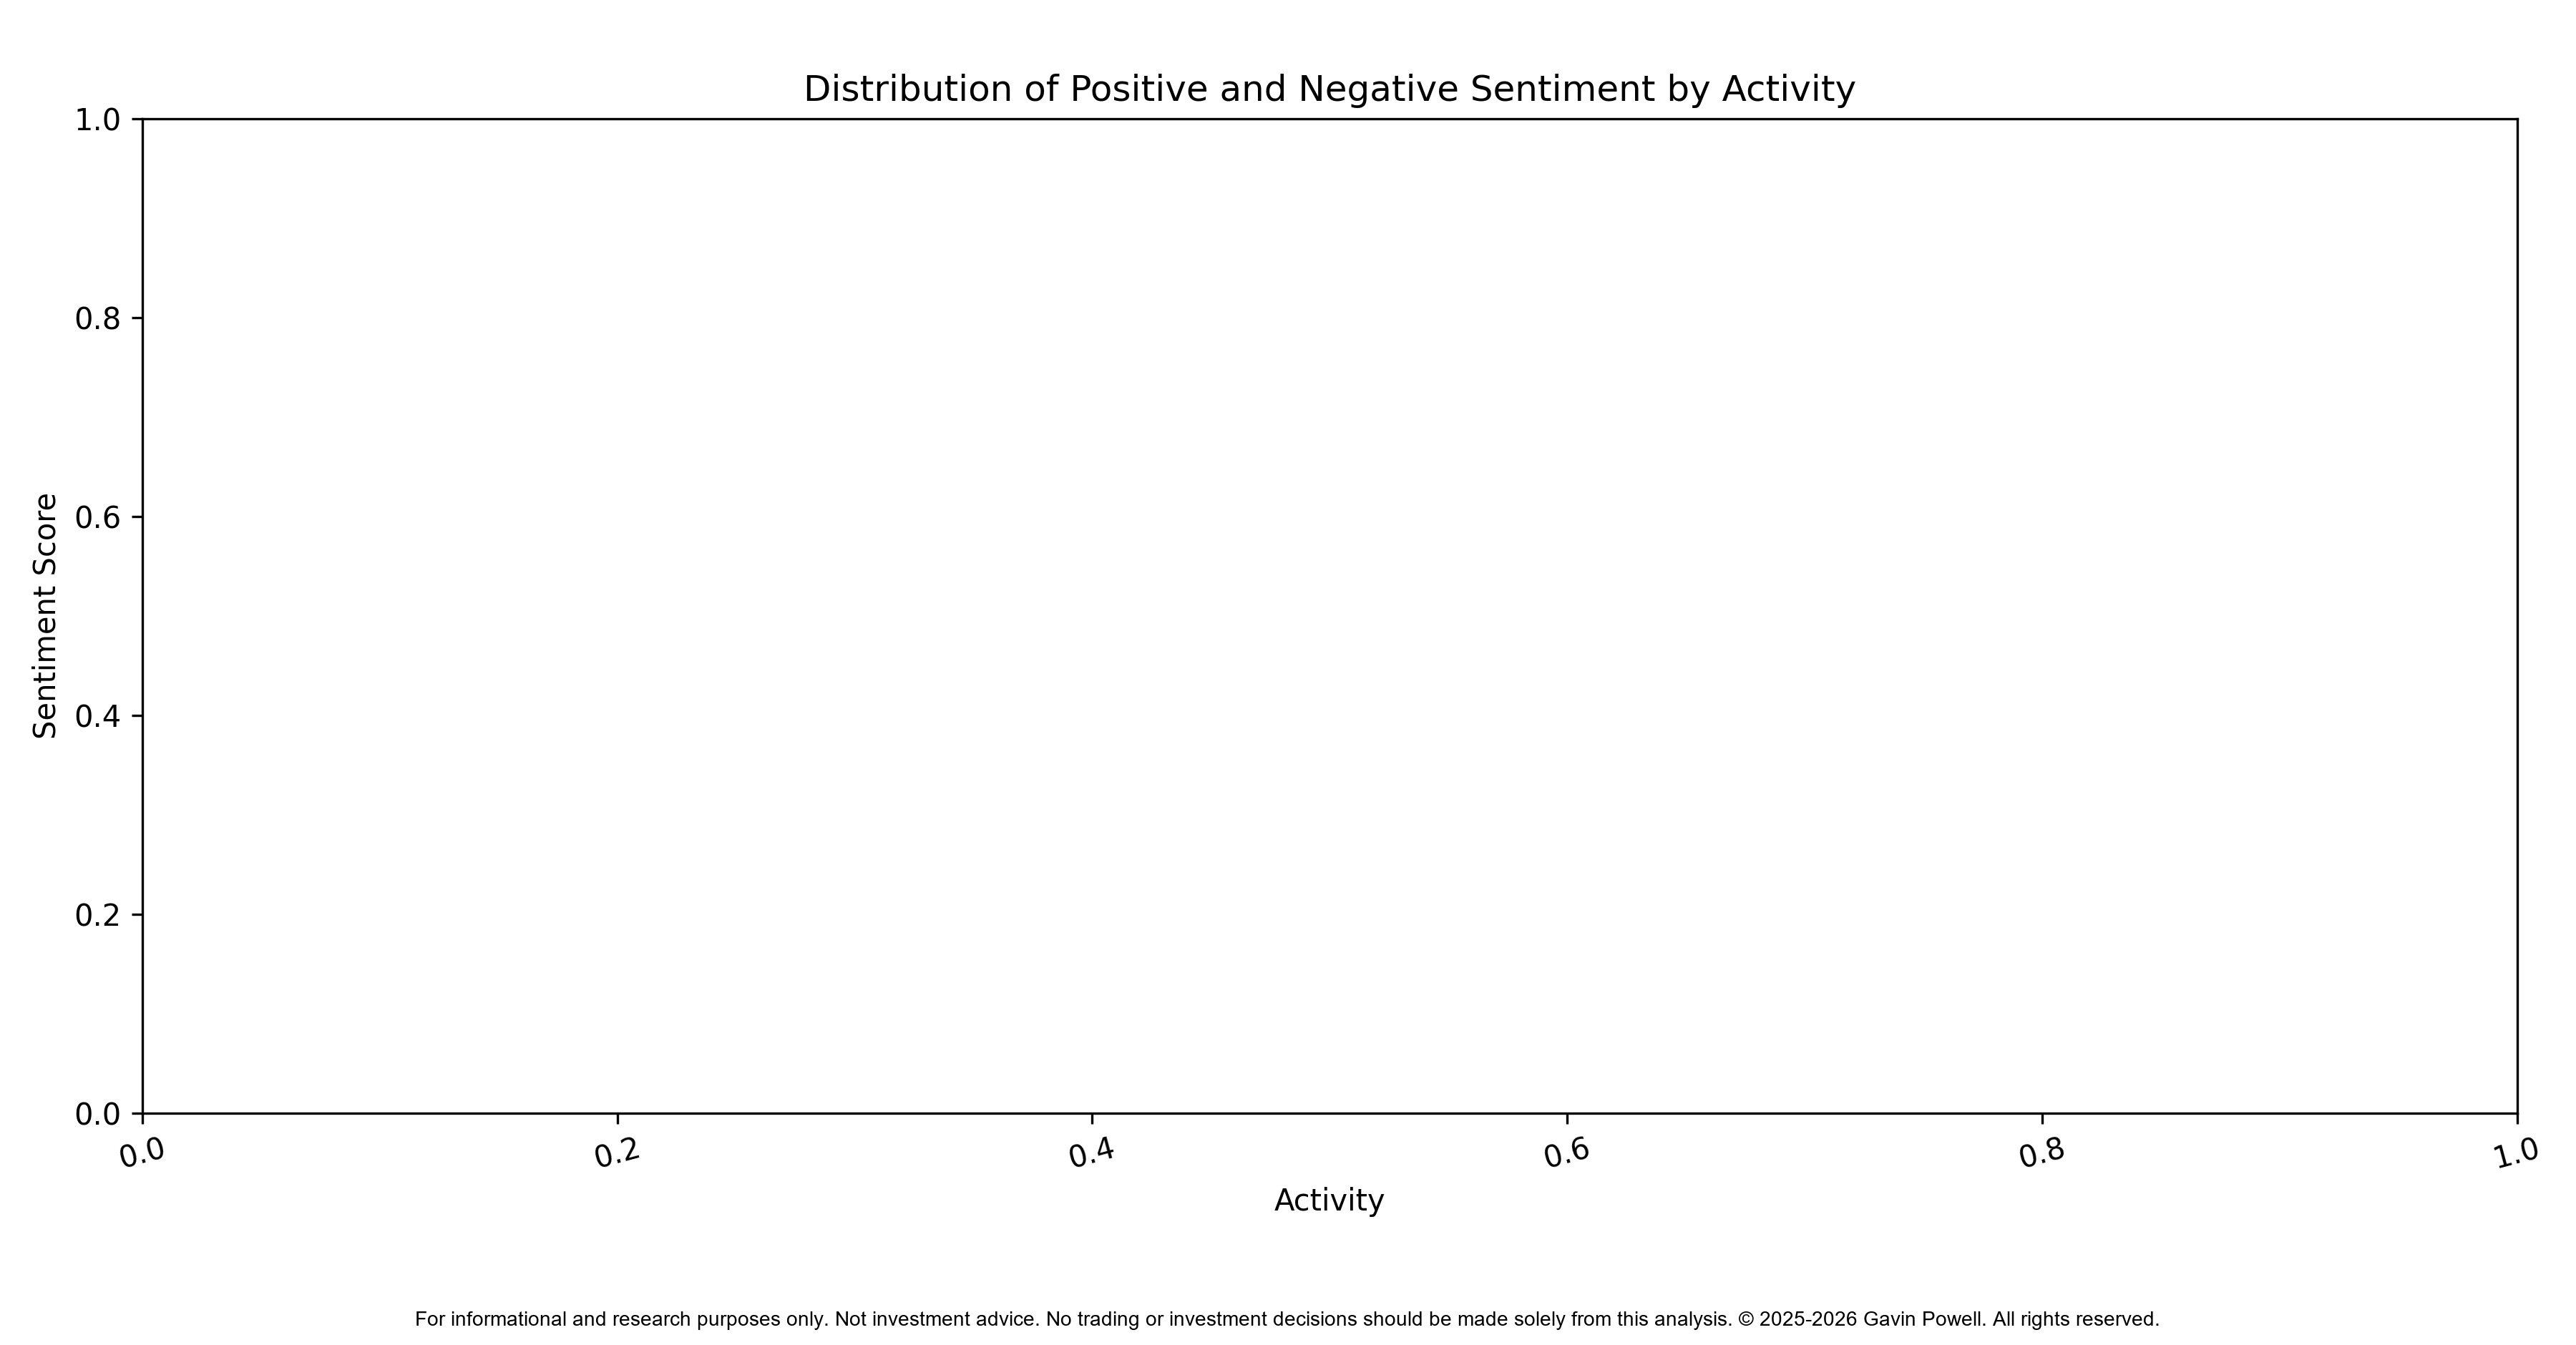 Distribution of Positive and Negative Sentiment by Activity
1.0
0.8
0.6
0.4
0.2
0.0
Sentiment Score
0.0 0.2 0.4 0.6 0.8 1.0
Activity
For informational and research purposes only. Not investment advice. No trading or investment decisions should be made solely from this analysis. © 2025-2026 Gavin Powell. All rights reserved.